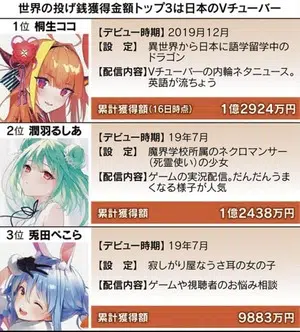 世界の投げ銭獲得金額トップ3は日本のVチューバー
1位 桐生ココ
【デビュー時期】2019年12月
【設 定】異世界から日本に語学留学中の
ドラゴン
【配信内容】Vチューバーの内輪ネタニュース。
英語が流ちょう
累計獲得額(16日時点) 1億2924万円
2位 潤羽るしあ
【デビュー時期】19年7月
【設 定】魔界学校所属のネクロマンサー
(死霊使い)の少女
【配信内容】ゲームの実況配信。だんだんうま
くなる様子が人気
累計獲得額 1億2438万円
3位 兎田ぺこら
【デビュー時期】19年7月
【設 定】寂しがり屋なうさ耳の女の子
【配信内容】ゲームや視聴者のお悩み相談
累計獲得額 9883万円